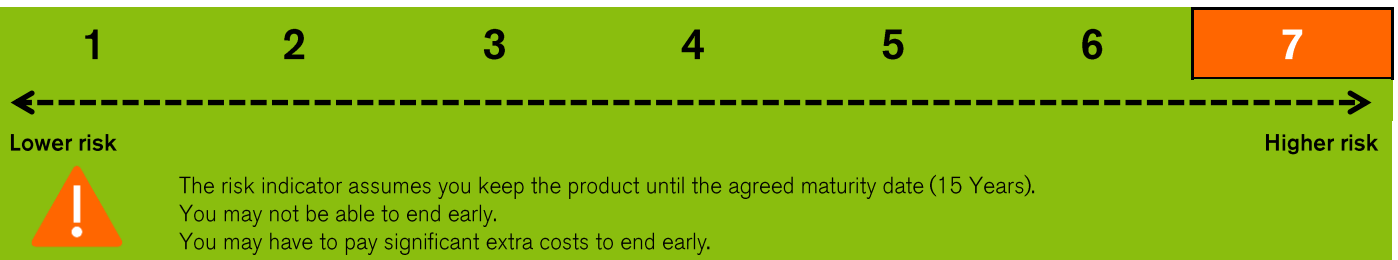 1 2 3 4 5 6 7
Lower risk Higher risk
The risk indicator assumes you keep the product until the agreed maturity date (15 Years).
You may not be able to end early.
You may have to pay significant extra costs to end early.